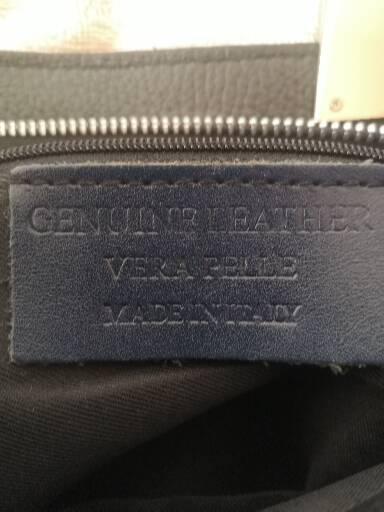 GENUINE LEATHER
VERA PELLE
MADE IN ITALY